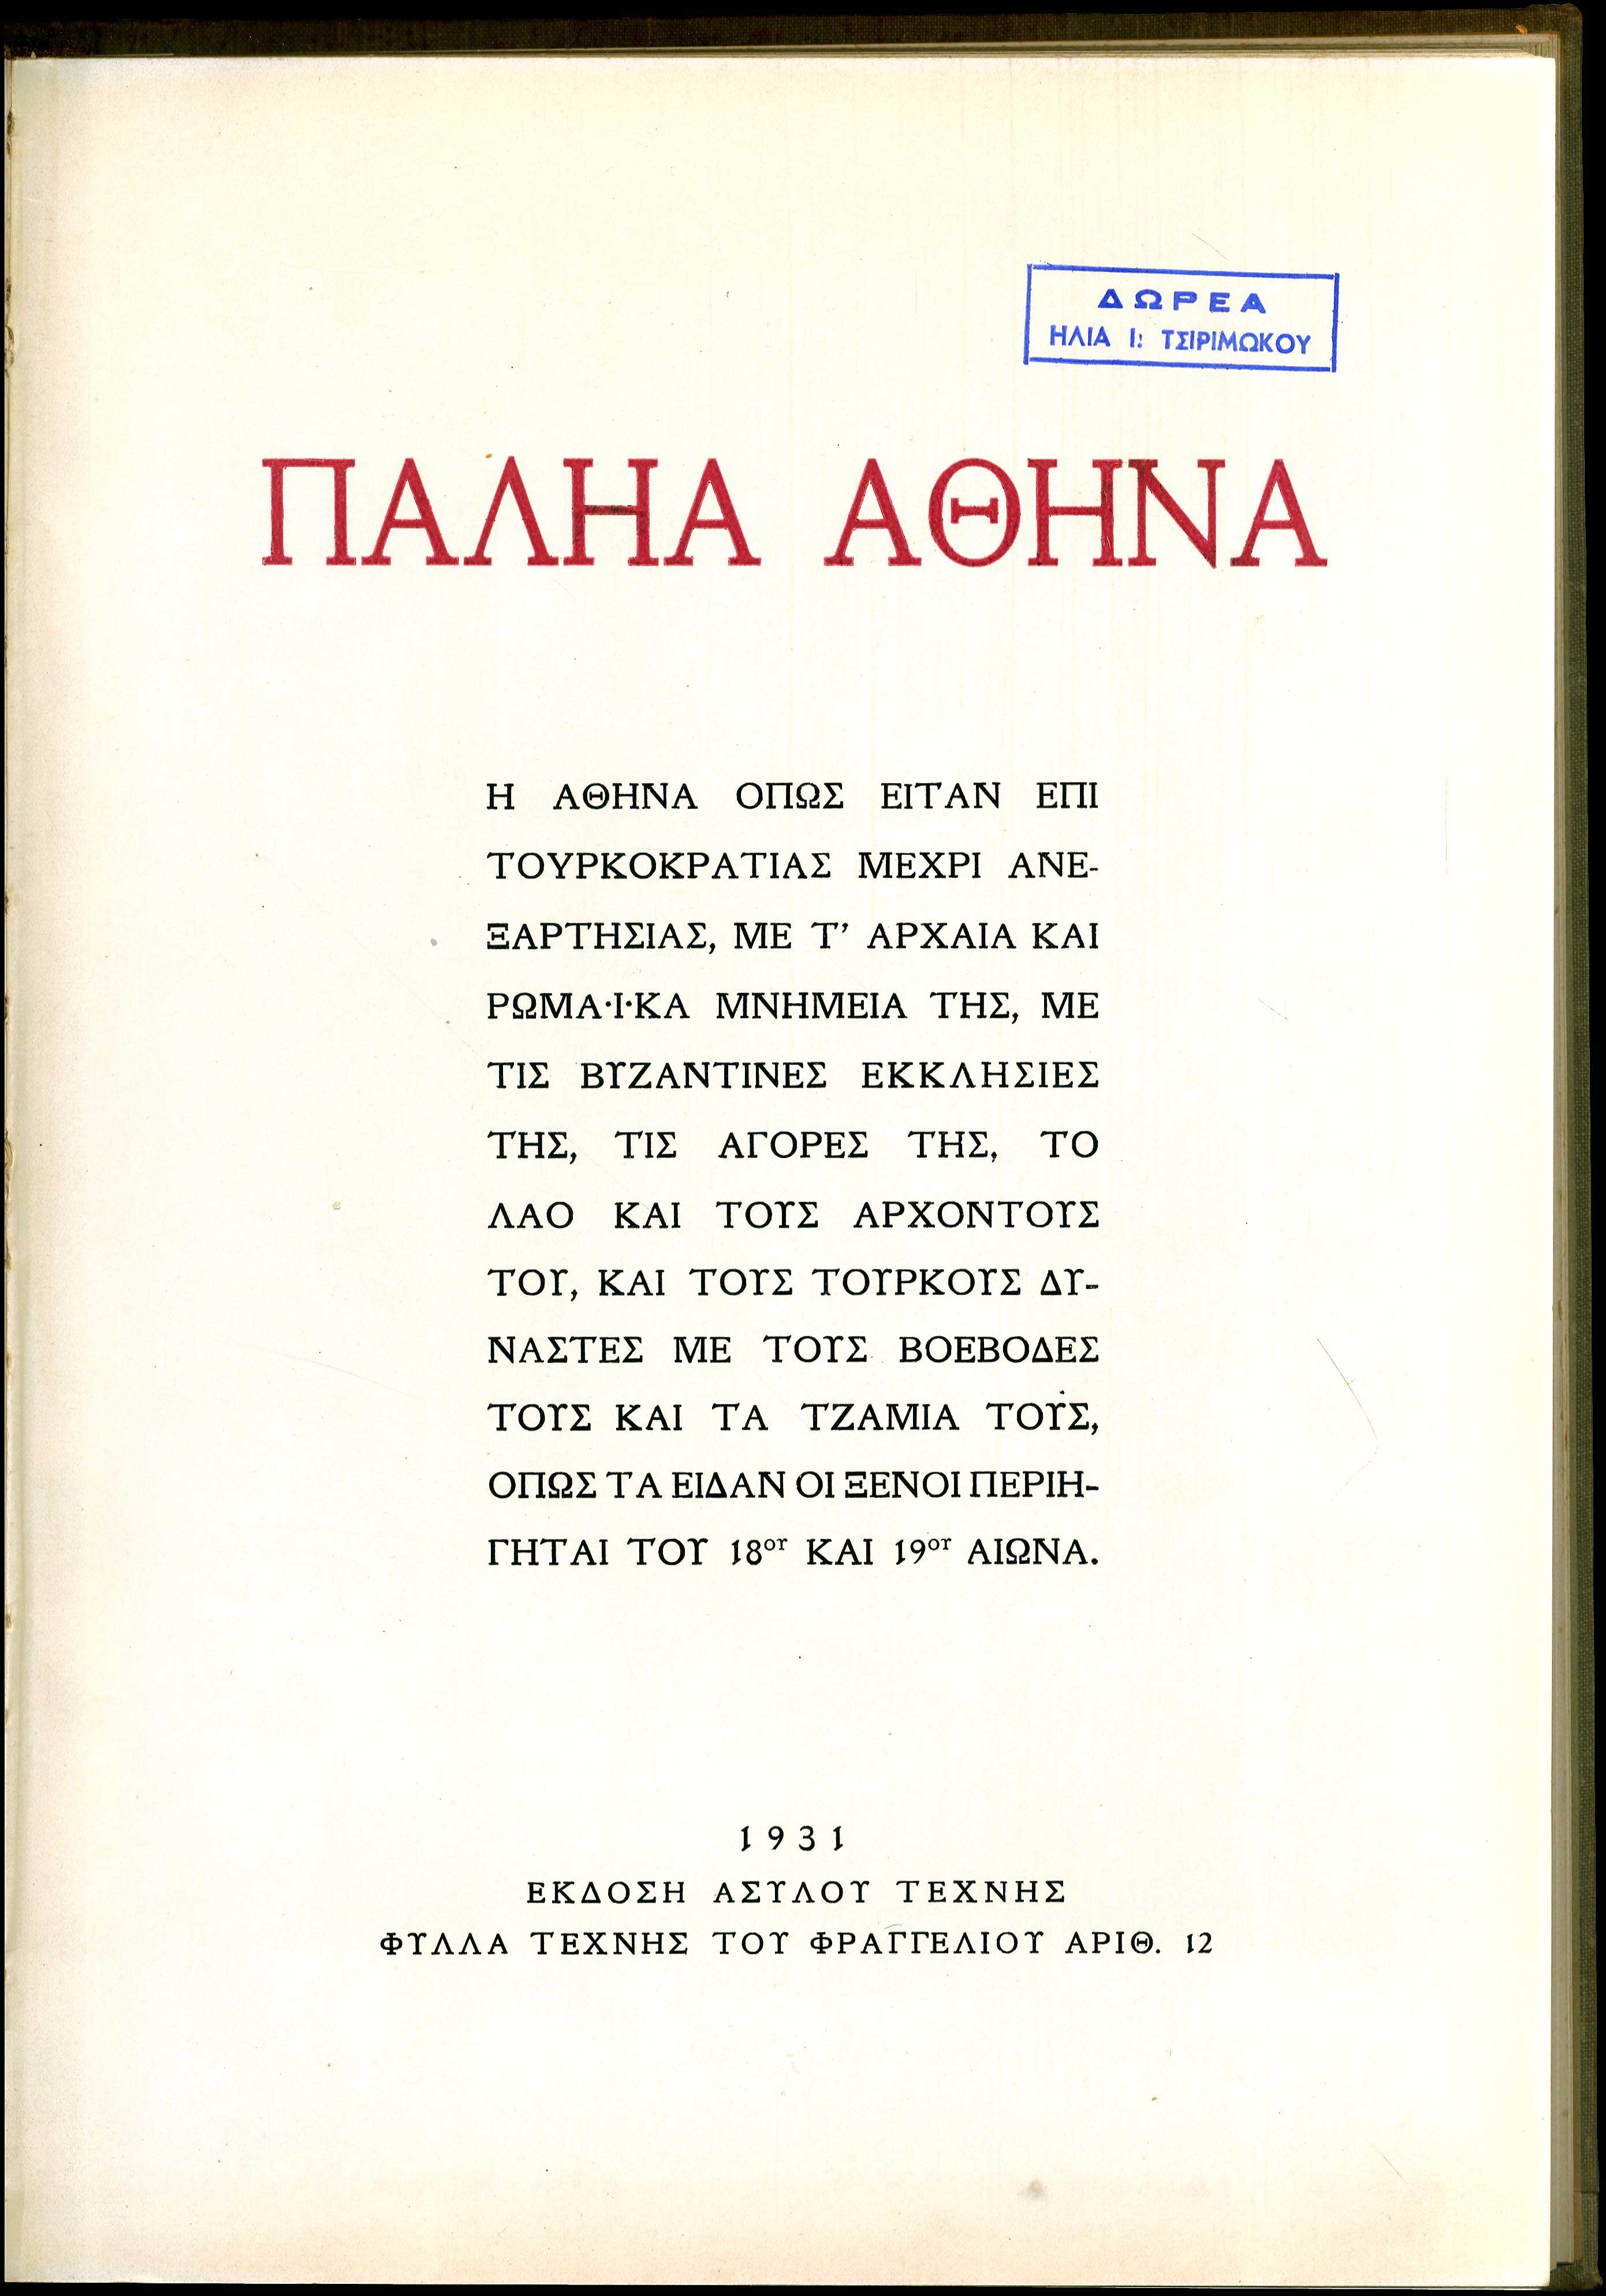 ΔΩΡΕΑ
ΗΛΙΑ Ι: ΤΣΙΡΙΜΩΚΟΥ
ΠΑΛΗΑ ΑΘΗΝΑ
Η ΑΘΗΝΑ ΟΠΩΣ ΕΙΤΑΝ ΕΠΙ
ΤΟΥΡΚΟΚΡΑΤΙΑΣ ΜΕΧΡΙ ΑΝΕ-
ΞΑΡΤΗΣΙΑΣ, ΜΕ Τ’ ΑΡΧΑΙΑ ΚΑΙ
ΡΩΜΑ·Ι·ΚΑ ΜΝΗΜΕΙΑ ΤΗΣ, ΜΕ
ΤΙΣ ΒΥΖΑΝΤΙΝΕΣ ΕΚΚΛΗΣΙΕΣ
ΤΗΣ, ΤΙΣ ΑΓΟΡΕΣ ΤΗΣ, ΤΟ
ΛΑΟ ΚΑΙ ΤΟΥΣ ΑΡΧΟΝΤΟΥΣ
ΤΟΥ, ΚΑΙ ΤΟΥΣ ΤΟΥΡΚΟΥΣ ΔΥ-
ΝΑΣΤΕΣ ΜΕ ΤΟΥΣ ΒΟΕΒΟΔΕΣ
ΤΟΥΣ ΚΑΙ ΤΑ ΤΖΑΜΙΑ ΤΟΥΣ,
ΟΠΩΣ ΤΑ ΕΙΔΑΝ ΟΙ ΞΕΝΟΙ ΠΕΡΙΗ-
ΓΗΤΑΙ ΤΟΥ 18ου ΚΑΙ 19ου ΑΙΩΝΑ.
1931
ΕΚΔΟΣΗ ΑΣΥΛΟΥ ΤΕΧΝΗΣ
ΦΥΛΛΑ ΤΕΧΝΗΣ ΤΟΥ ΦΡΑΓΓΕΛΙΟΥ ΑΡΙΘ. 12